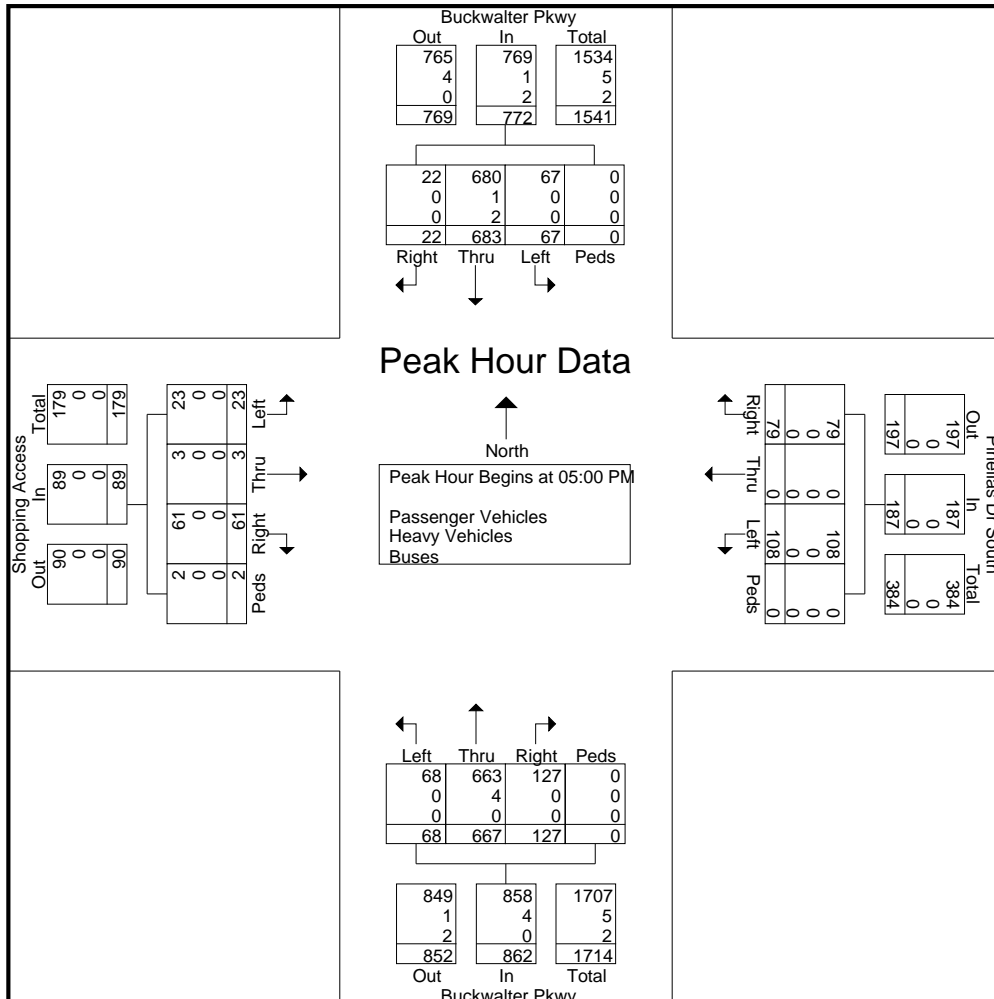 Buckwalter Pkwy
Out In Total
765 769 1534
4 1 5
0 2 2
769 772 1541
22 680 67 0
0 1 0 0
0 2 0 0
22 683 67 0
Right Thru Left Peds
Peak Hour Data
North
Peak Hour Begins at 05:00 PM
Passenger Vehicles
Heavy Vehicles
Buses
Shopping Access
Out In Total
90 89 179
0 0 0
0 0 0
90 89 179
Peds Right Thru Left
2 61 3 23
0 0 0 0
0 0 0 0
2 61 3 23
Out In Total
197 187 384
0 0 0
0 0 0
197 187 384
Right Thru Left Peds
79 0 108 0
0 0 0 0
0 0 0 0
79 0 108 0
Left Thru Right Peds
68 663 127 0
0 4 0 0
0 0 0 0
68 667 127 0
849 858 1707
1 4 5
2 0 2
852 862 1714
Out In Total
Buckwalter Pkwy